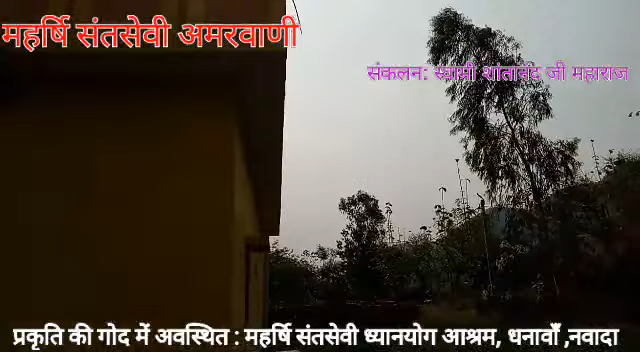 महर्षि संतसेवी अमरवाणी
संकलन: स्वामी शांतानंद जी महाराज
प्रकृति की गोद में अवस्थित : महर्षि संतसेवी ध्यानयोग आश्रम, धनावाँ ,नवादा